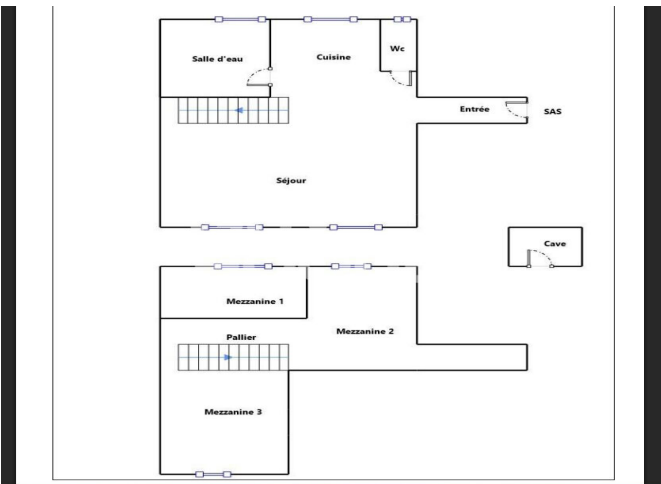 Salle d'eau
Cuisine
Wc
Entrée
SAS
Séjour
Cave
Mezzanine 1
Pallier
Mezzanine 2
Mezzanine 3